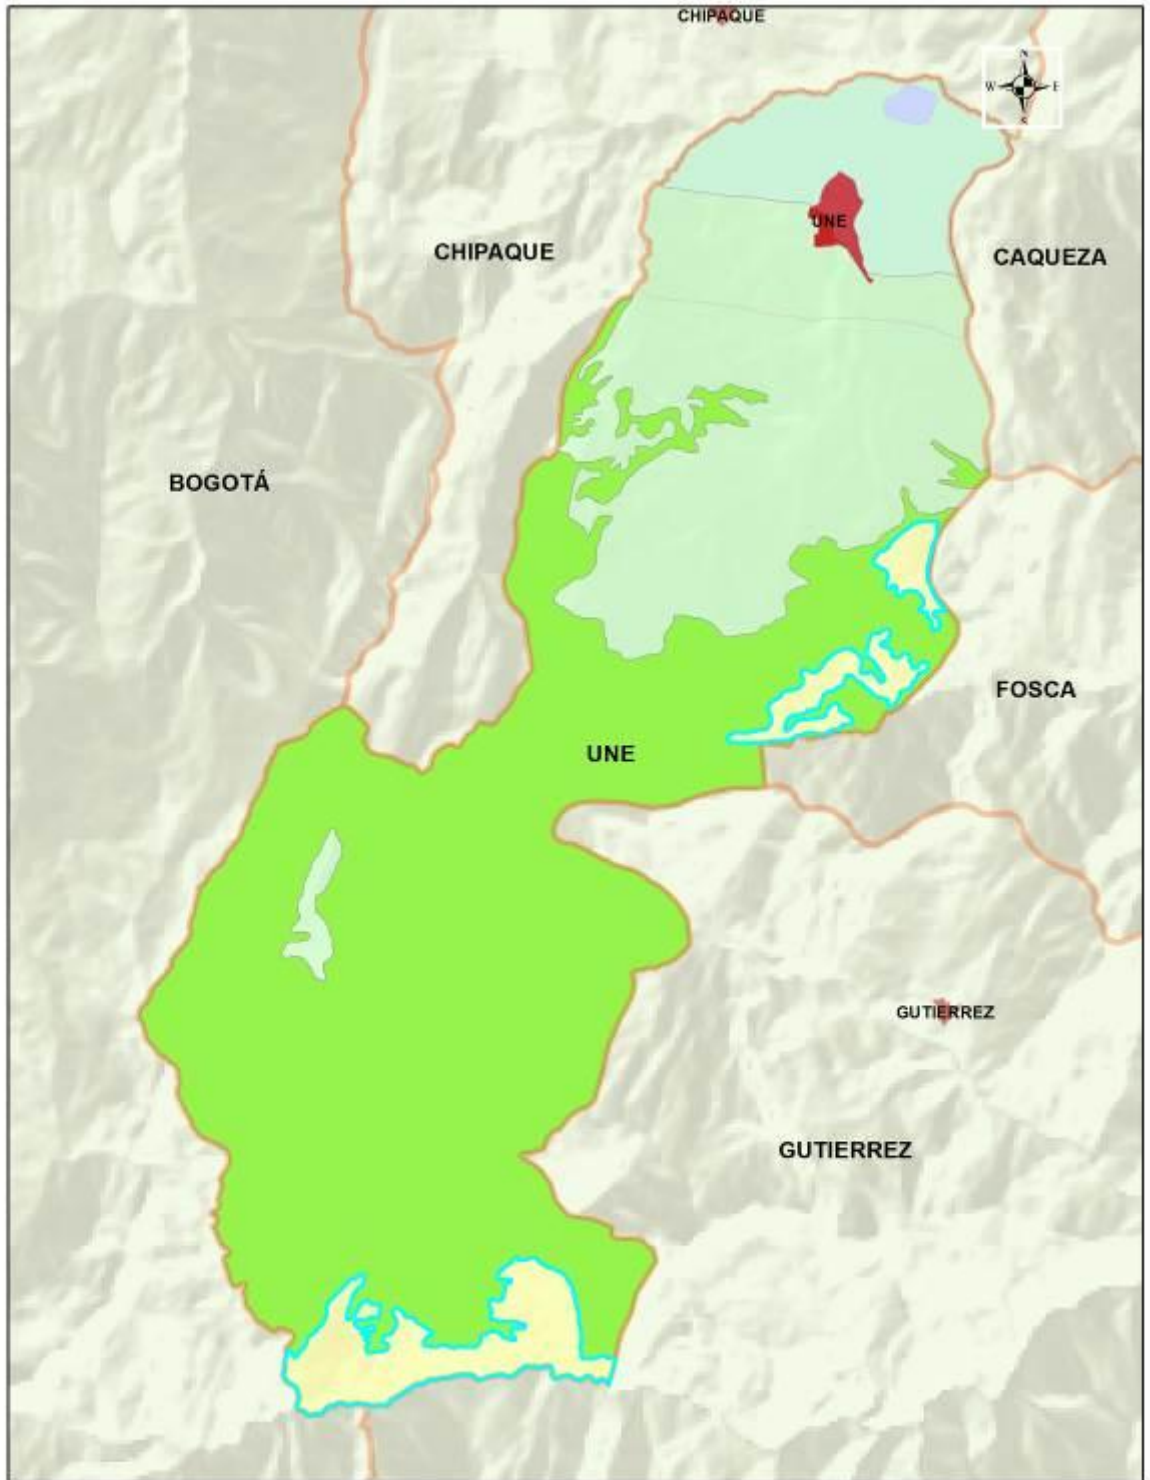 CHIPAQUE
N
W E
S
UNE
CHIPAQUE
CAQUEZA
BOGOTÁ
FOSCA
UNE
GUTIERREZ
GUTIERREZ